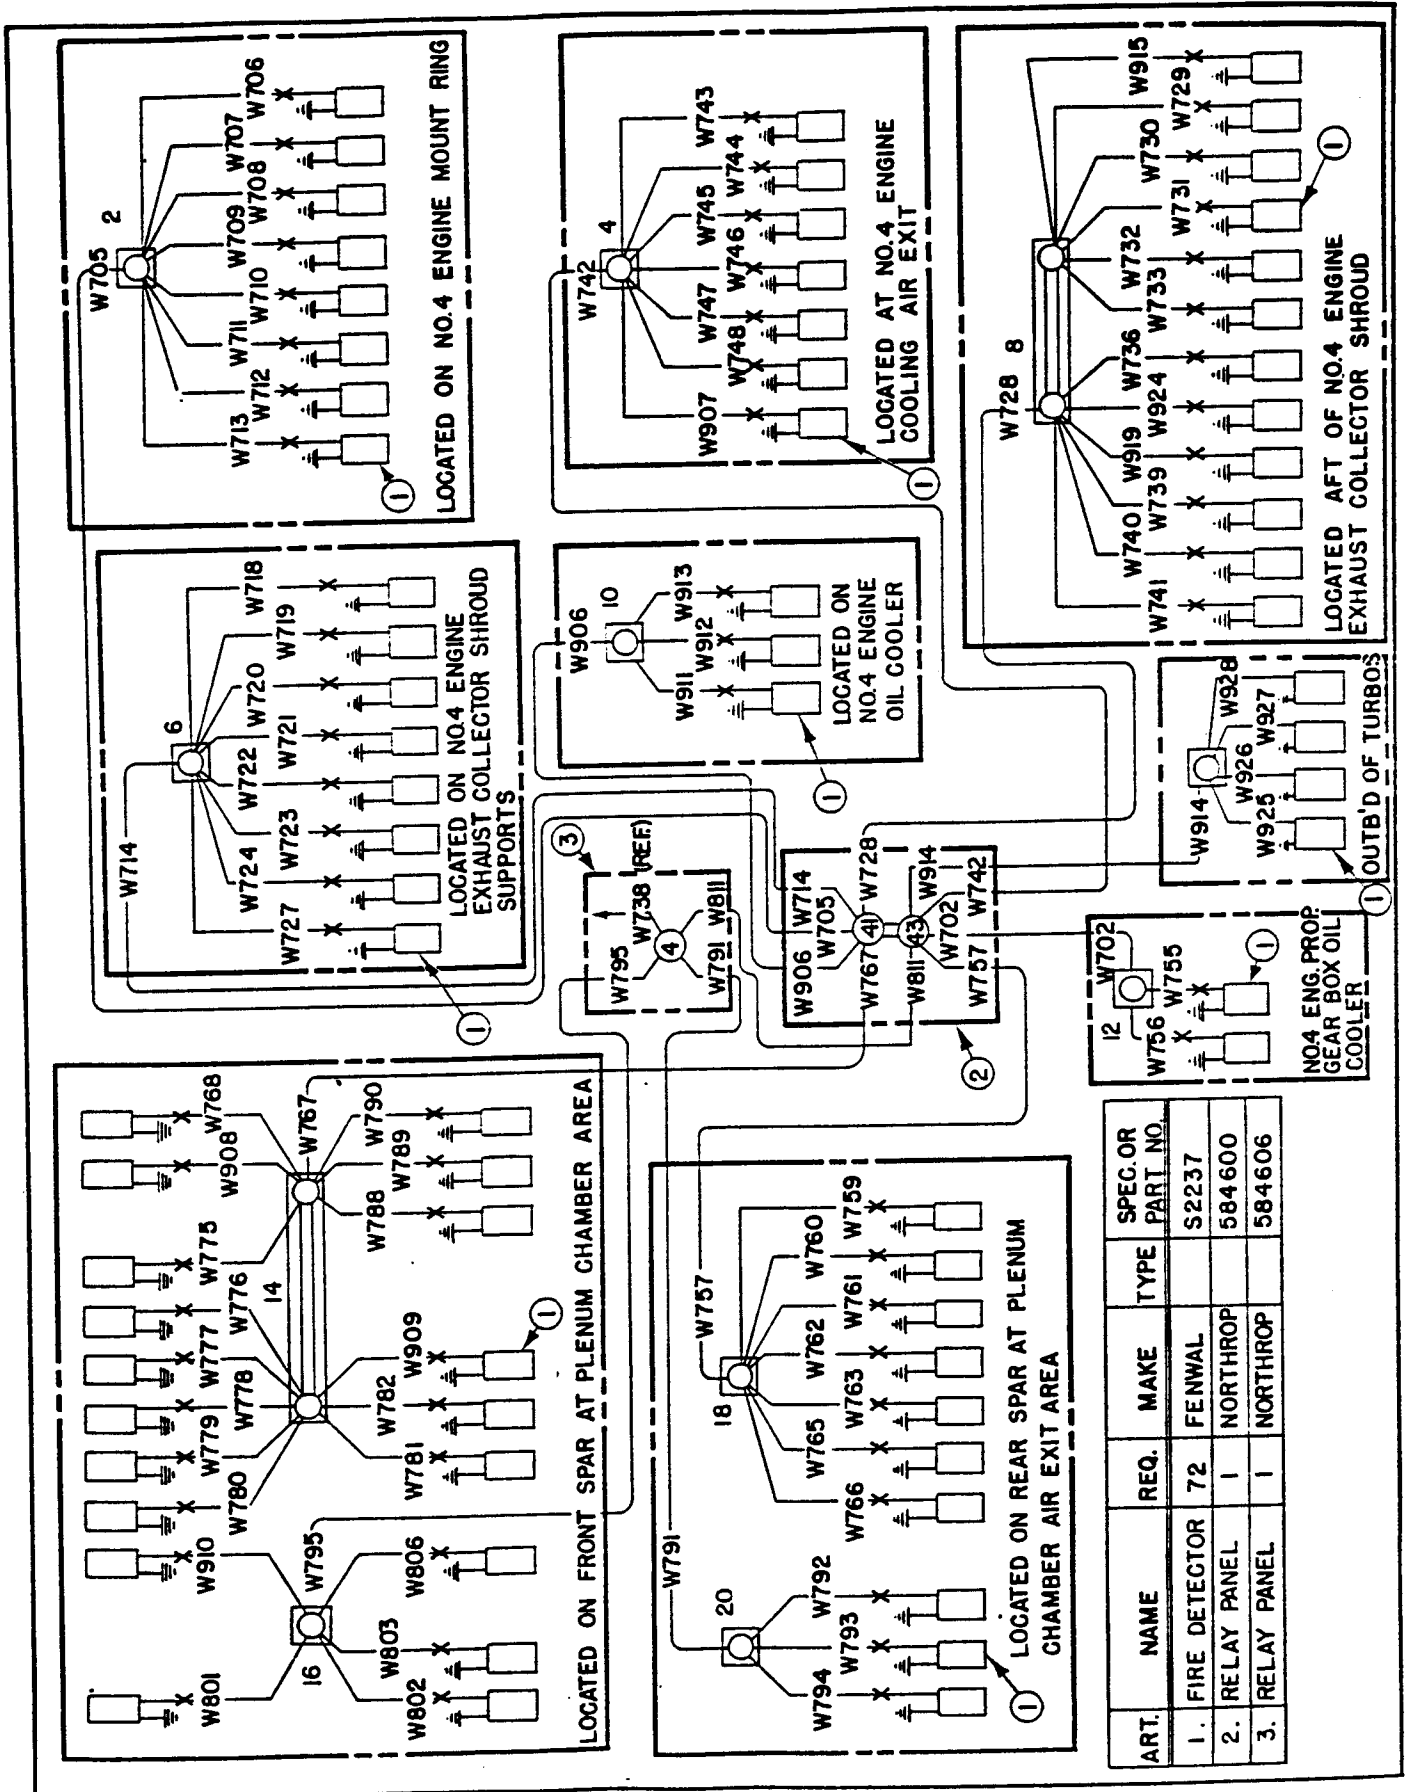 W801
W910
W780
W779
W778
W777
W776
W775
W908
W768
16
W795
14
W767
W802
W803
W806
W781
W782
W909
W788
W789
W790
1
LOCATED ON FRONT SPAR AT PLENUM CHAMBER AREA
W791
20
W794
W793
W792
1
W757
18
W766
W765
W763
W762
W761
W760
W759
LOCATED ON REAR SPAR AT PLENUM
CHAMBER AIR EXIT AREA
ART. NAME REQ. MAKE TYPE SPEC. OR PART NO.
1. FIRE DETECTOR 72 FENWAL S2237
2. RELAY PANEL 1 NORTHROP 584600
3. RELAY PANEL 1 NORTHROP 584606
W714
6
W727
W724
W723
W722
W721
W720
W719
W718
LOCATED ON NO.4 ENGINE
EXHAUST COLLECTOR SHROUD
SUPPORTS
1
W705
2
W713
W712
W711
W710
W709
W708
W707
W706
LOCATED ON NO.4 ENGINE MOUNT RING
1
3
W795
W738 (REF.)
4
W791
W811
W906
10
W911
W912
W913
LOCATED ON
NO.4 ENGINE
OIL COOLER
1
W742
4
W907
W748
W747
W746
W745
W744
W743
LOCATED AT NO.4 ENGINE
COOLING AIR EXIT
1
2
W906
W705
W714
W767
41
W728
W811
43
W914
W702
W757
W742
W728
8
W741
W740
W739
W919
W924
W736
W733
W732
W731
W730
W729
W915
1
LOCATED AFT OF NO.4 ENGINE
EXHAUST COLLECTOR SHROUD
12
W702
W756
W755
1
NO.4 ENG. PROP.
GEAR BOX OIL
COOLER
W914
W925
W926
W927
W928
1
OUTB'D OF TURBOS